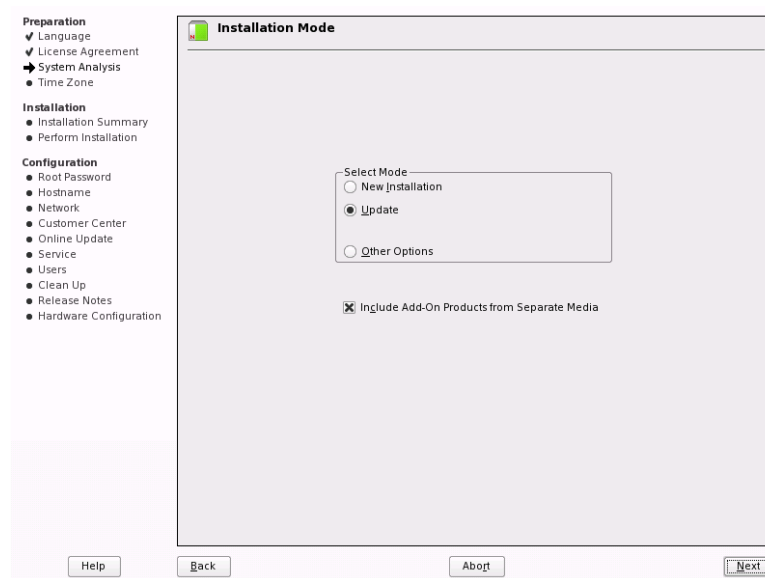 Preparation
Language
License Agreement
System Analysis
Time Zone
Installation
Installation Summary
Perform Installation
Configuration
Root Password
Hostname
Network
Customer Center
Online Update
Service
Users
Clean Up
Release Notes
Hardware Configuration
Installation Mode
Select Mode
New Installation
Update
Other Options
Include Add-On Products from Separate Media
Help
Back
Abort
Next